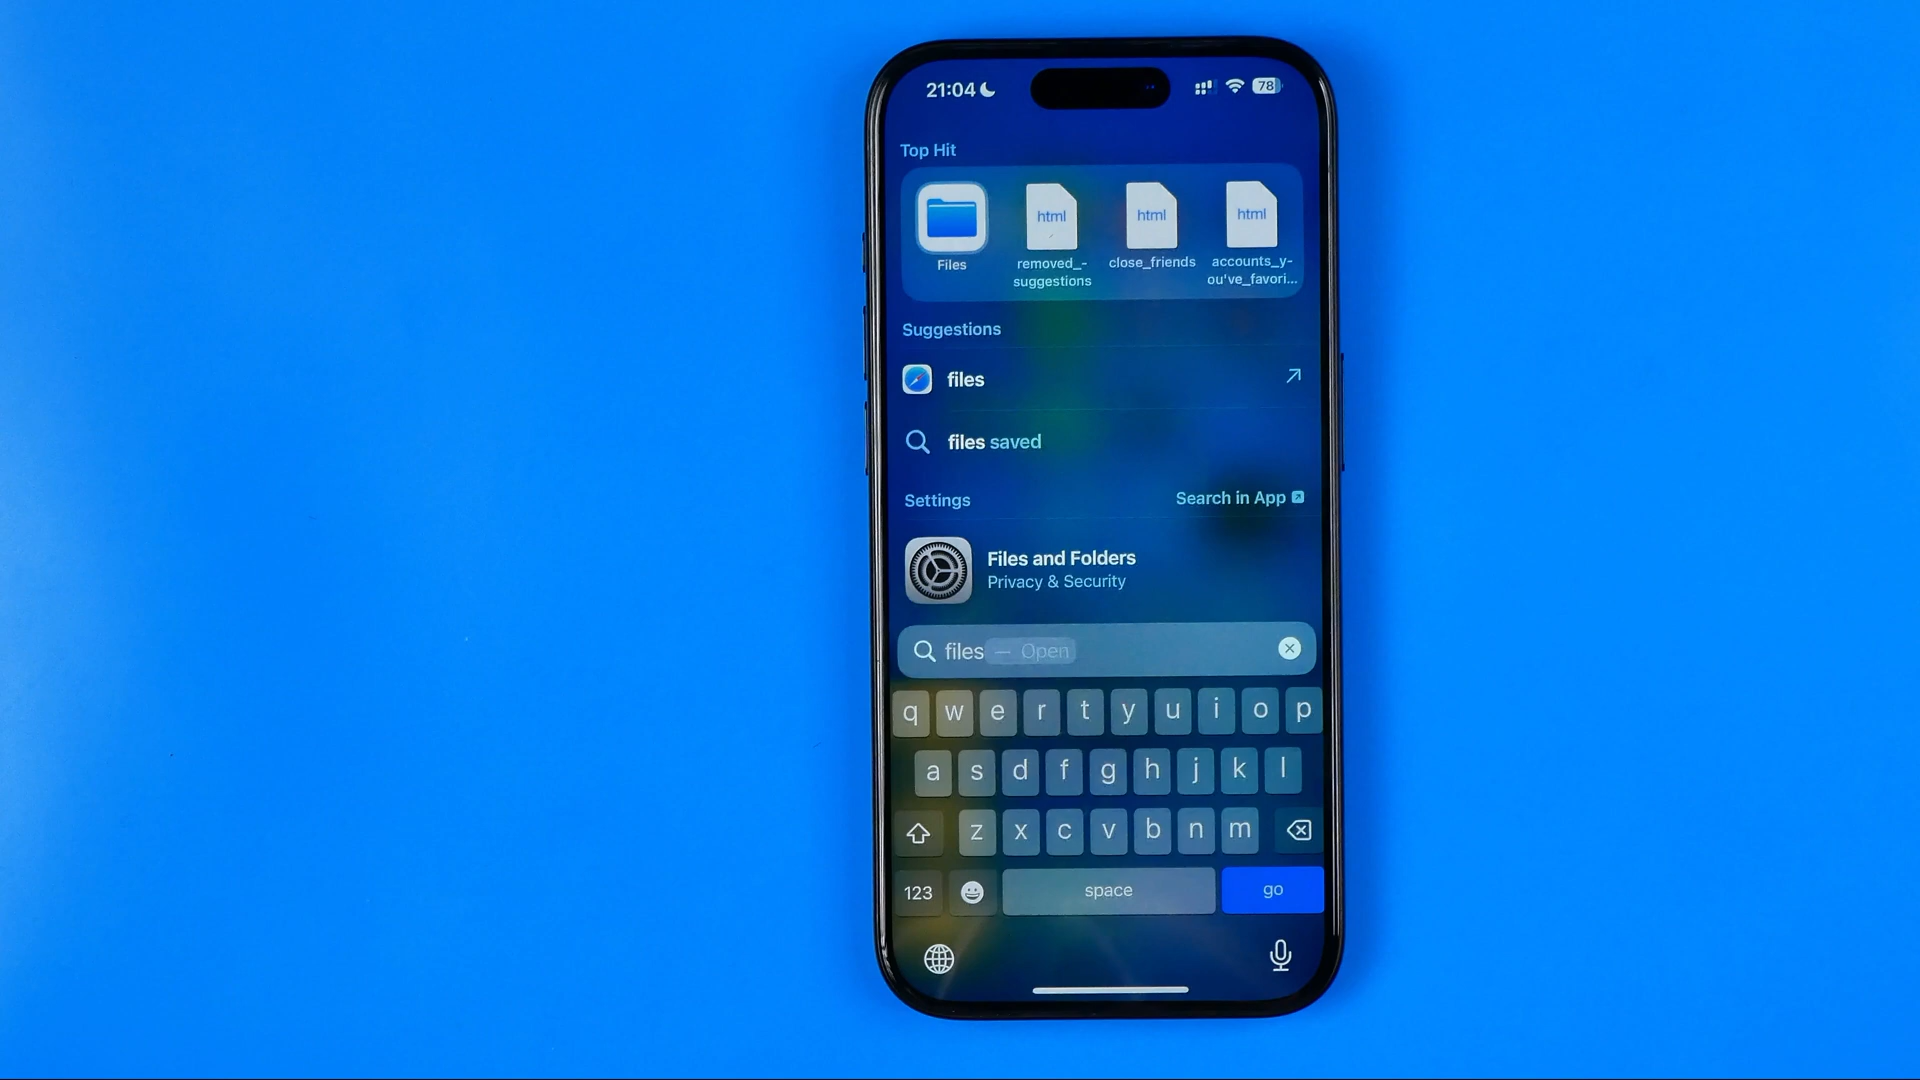 21:04
78
Top Hit
html
html
html
Files
removed_-
suggestions
close_friends
accounts_y-
ou've_favori...
Suggestions
files
files saved
Settings
Search in App
Files and Folders
Privacy & Security
files — Open
q w e r t y u i o p
a s d f g h j k l
z x c v b n m
123 space go